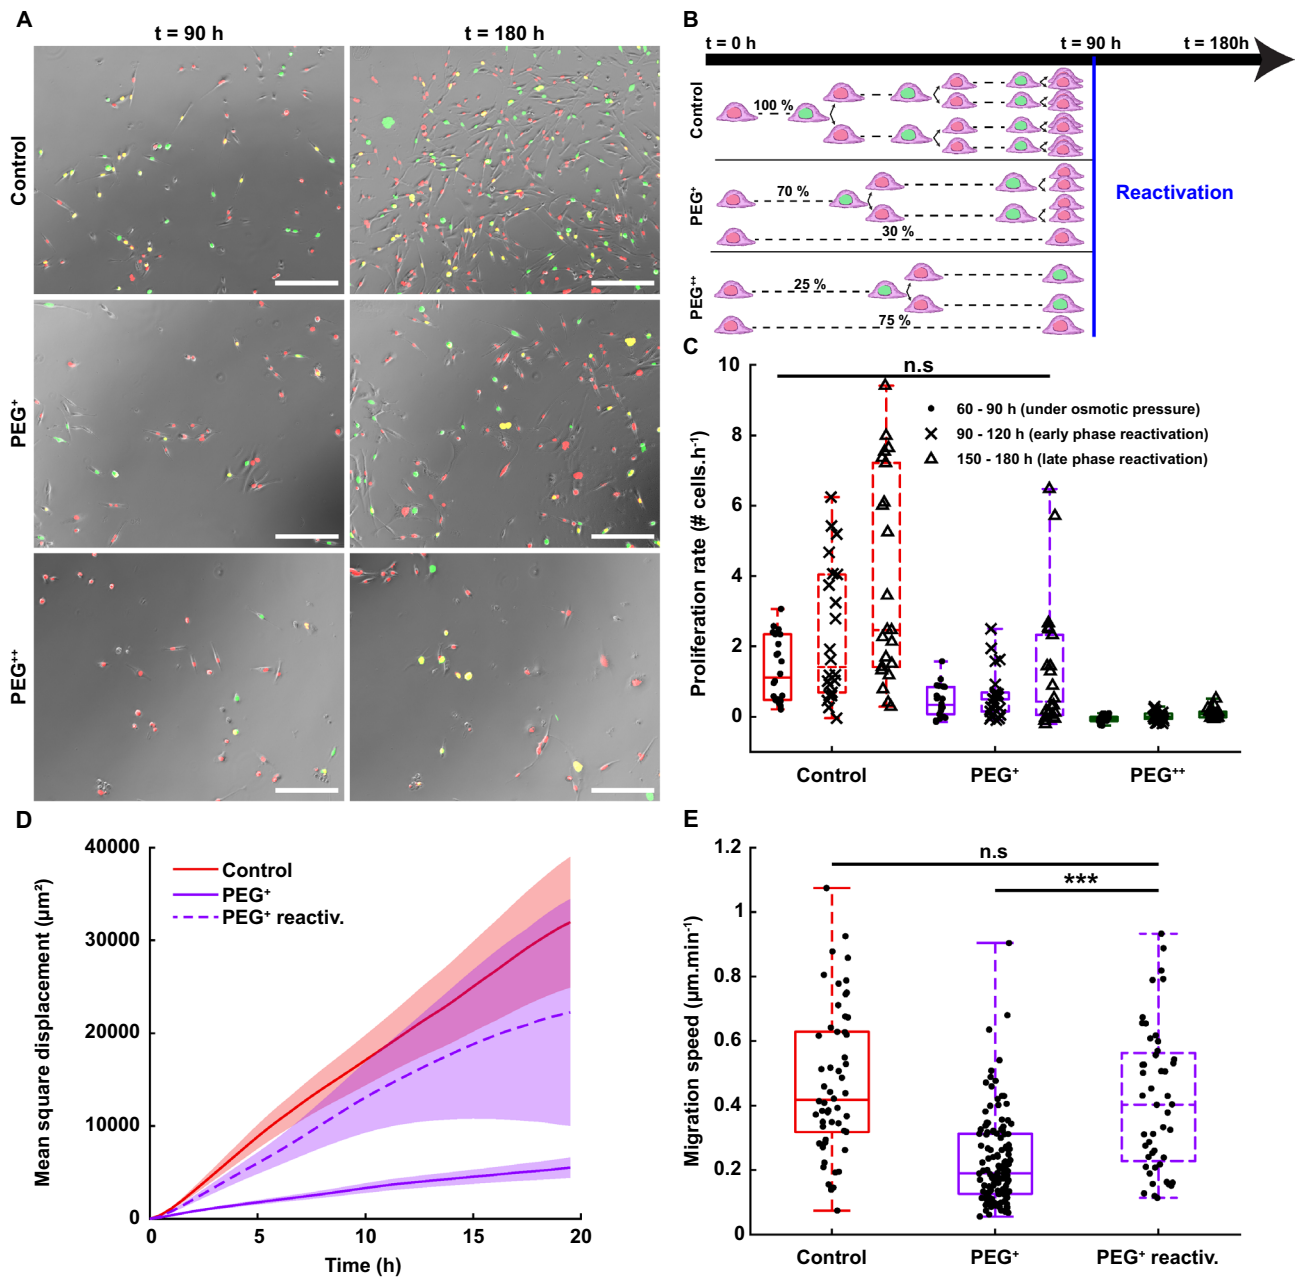 A
t = 90 h
t = 180 h
Control
PEG⁺
PEG⁺⁺
B
t = 0 h
t = 90 h
t = 180h
Control
100 %
PEG⁺
70 %
30 %
PEG⁺⁺
25 %
75 %
Reactivation
C
Proliferation rate (# cells.h⁻¹)
10
8
6
4
2
0
n.s
60 - 90 h (under osmotic pressure)
90 - 120 h (early phase reactivation)
150 - 180 h (late phase reactivation)
Control
PEG⁺
PEG⁺⁺
D
Mean square displacement (µm²)
40000
30000
20000
10000
0
Control
PEG⁺
PEG⁺ reactiv.
0
5
10
15
20
Time (h)
E
Migration speed (µm.min⁻¹)
1.2
1
0.8
0.6
0.4
0.2
0
n.s
***
Control
PEG⁺
PEG⁺ reactiv.